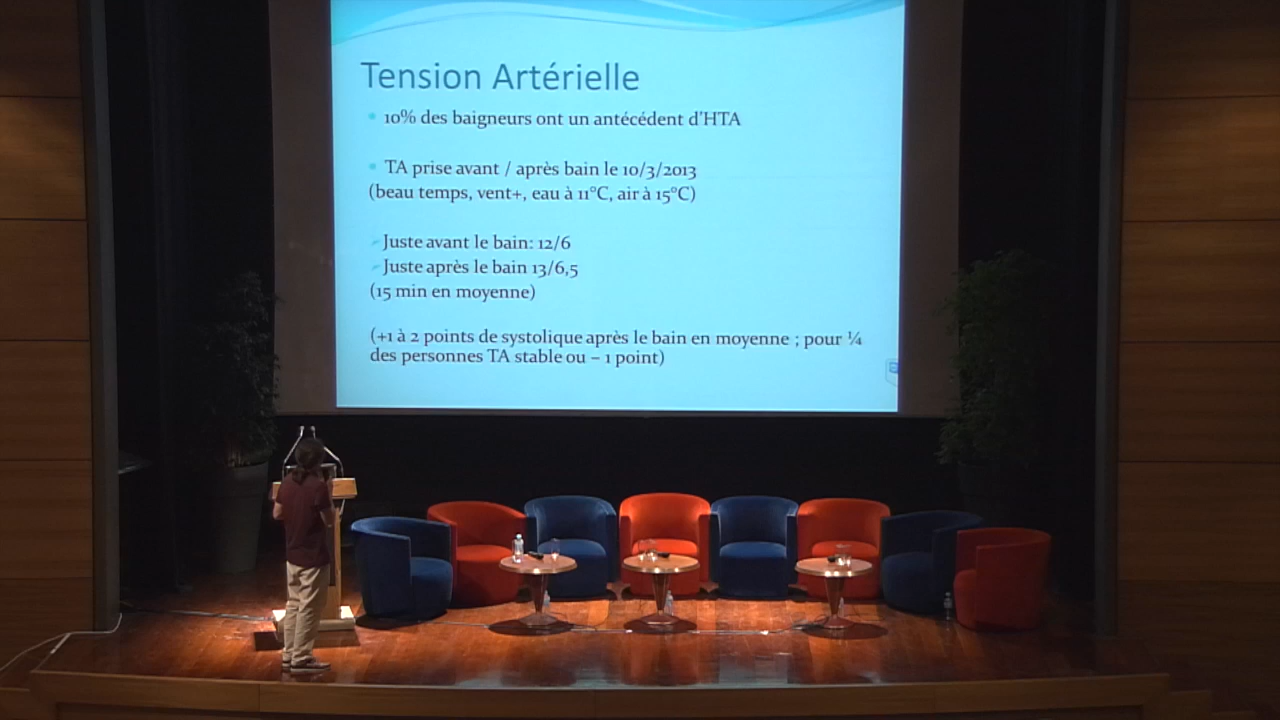 Tension Artérielle
10% des baigneurs ont un antécédent d'HTA
TA prise avant / après bain le 10/3/2013
(beau temps, vent+, eau à 11°C, air à 15°C)
Juste avant le bain: 12/6
Juste après le bain 13/6,5
(15 min en moyenne)
(+1 à 2 points de systolique après le bain en moyenne ; pour ¼
des personnes TA stable ou – 1 point)